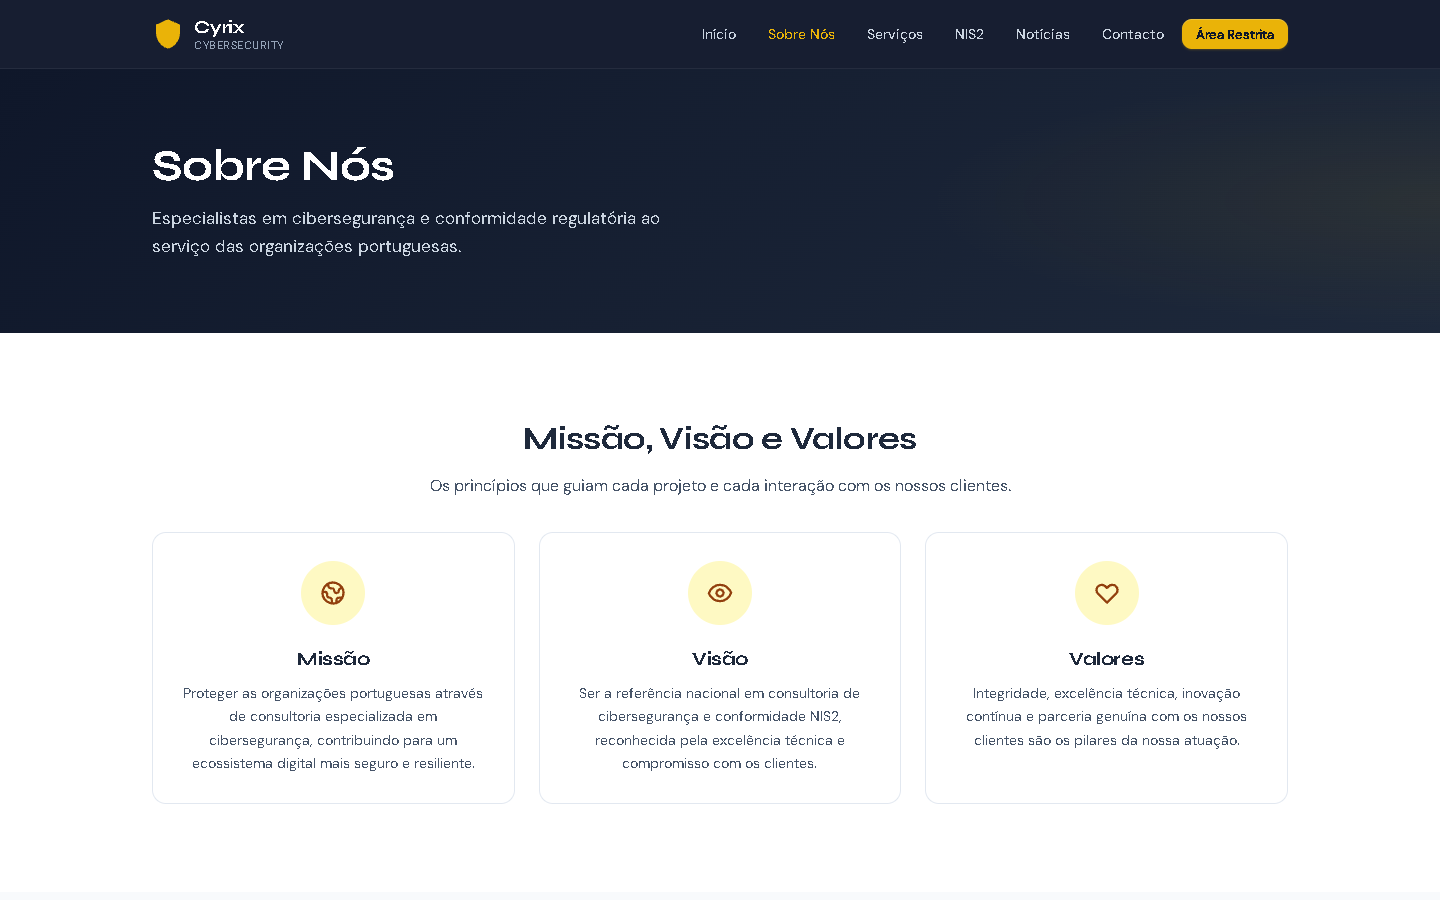 Cyrix
CYBERSECURITY
Início
Sobre Nós
Serviços
NIS2
Notícias
Contacto
Área Restrita
Sobre Nós
Especialistas em cibersegurança e conformidade regulatória ao
serviço das organizações portuguesas.
Missão, Visão e Valores
Os princípios que guiam cada projeto e cada interação com os nossos clientes.
Missão
Proteger as organizações portuguesas através
de consultoria especializada em
cibersegurança, contribuindo para um
ecossistema digital mais seguro e resiliente.
Visão
Ser a referência nacional em consultoria de
cibersegurança e conformidade NIS2,
reconhecida pela excelência técnica e
compromisso com os clientes.
Valores
Integridade, excelência técnica, inovação
contínua e parceria genuína com os nossos
clientes são os pilares da nossa atuação.